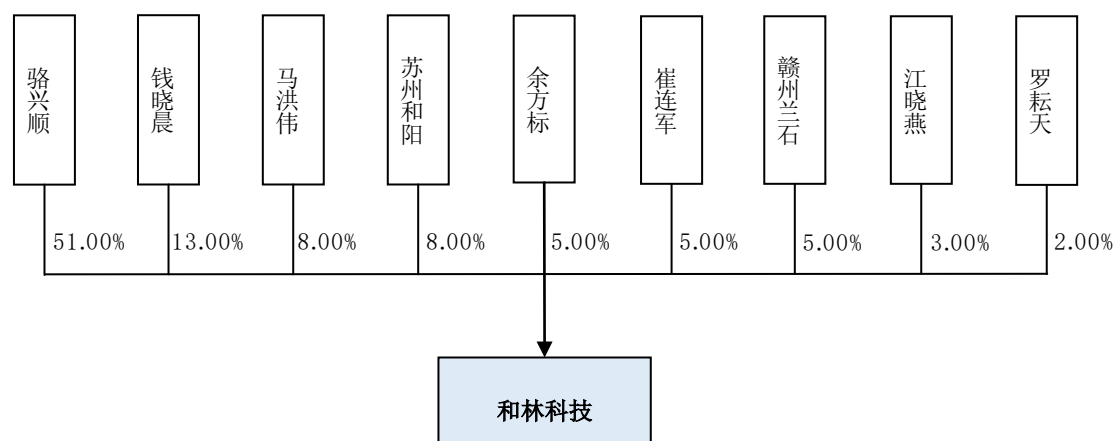 骆兴顺
钱晓晨
马洪伟
苏州和阳
余方标
崔连军
赣州兰石
江晓燕
罗耘天
51.00%
13.00%
8.00%
8.00%
5.00%
5.00%
5.00%
3.00%
2.00%
和林科技